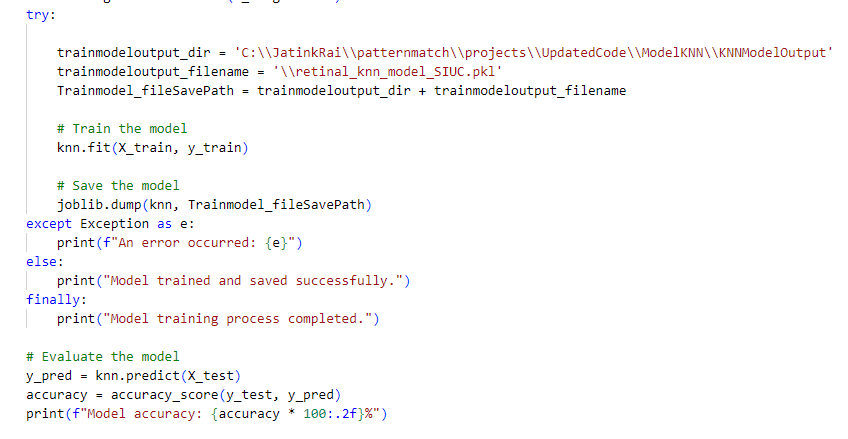 try:
trainmodeloutput_dir = 'C:\\JatinkRai\\patternmatch\\projects\\UpdatedCode\\ModelKNN\\KNNModelOutput'
trainmodeloutput_filename = '\\retinal_knn_model_SIUC.pkl'
Trainmodel_fileSavePath = trainmodeloutput_dir + trainmodeloutput_filename
# Train the model
knn.fit(X_train, y_train)
# Save the model
joblib.dump(knn, Trainmodel_fileSavePath)
except Exception as e:
print(f"An error occurred: {e}")
else:
print("Model trained and saved successfully.")
finally:
print("Model training process completed.")
# Evaluate the model
y_pred = knn.predict(X_test)
accuracy = accuracy_score(y_test, y_pred)
print(f"Model accuracy: {accuracy * 100:.2f}%")